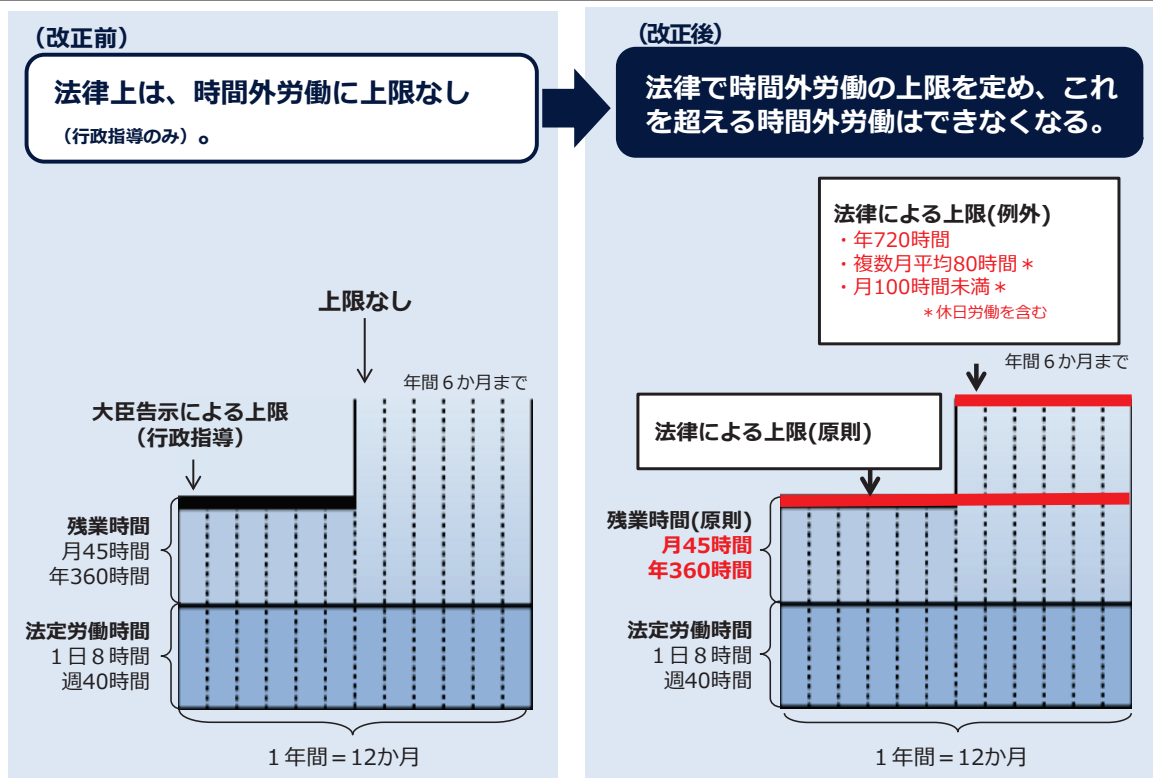 （改正前）
法律上は、時間外労働に上限なし
（行政指導のみ）。
上限なし
年間６か月まで
大臣告示による上限
（行政指導）
残業時間
月45時間
年360時間
法定労働時間
１日８時間
週40時間
１年間＝12か月
（改正後）
法律で時間外労働の上限を定め、これ
を超える時間外労働はできなくなる。
法律による上限(例外)
・年720時間
・複数月平均80時間＊
・月100時間未満＊
＊休日労働を含む
年間６か月まで
法律による上限(原則)
残業時間(原則)
月45時間
年360時間
法定労働時間
１日８時間
週40時間
１年間＝12か月